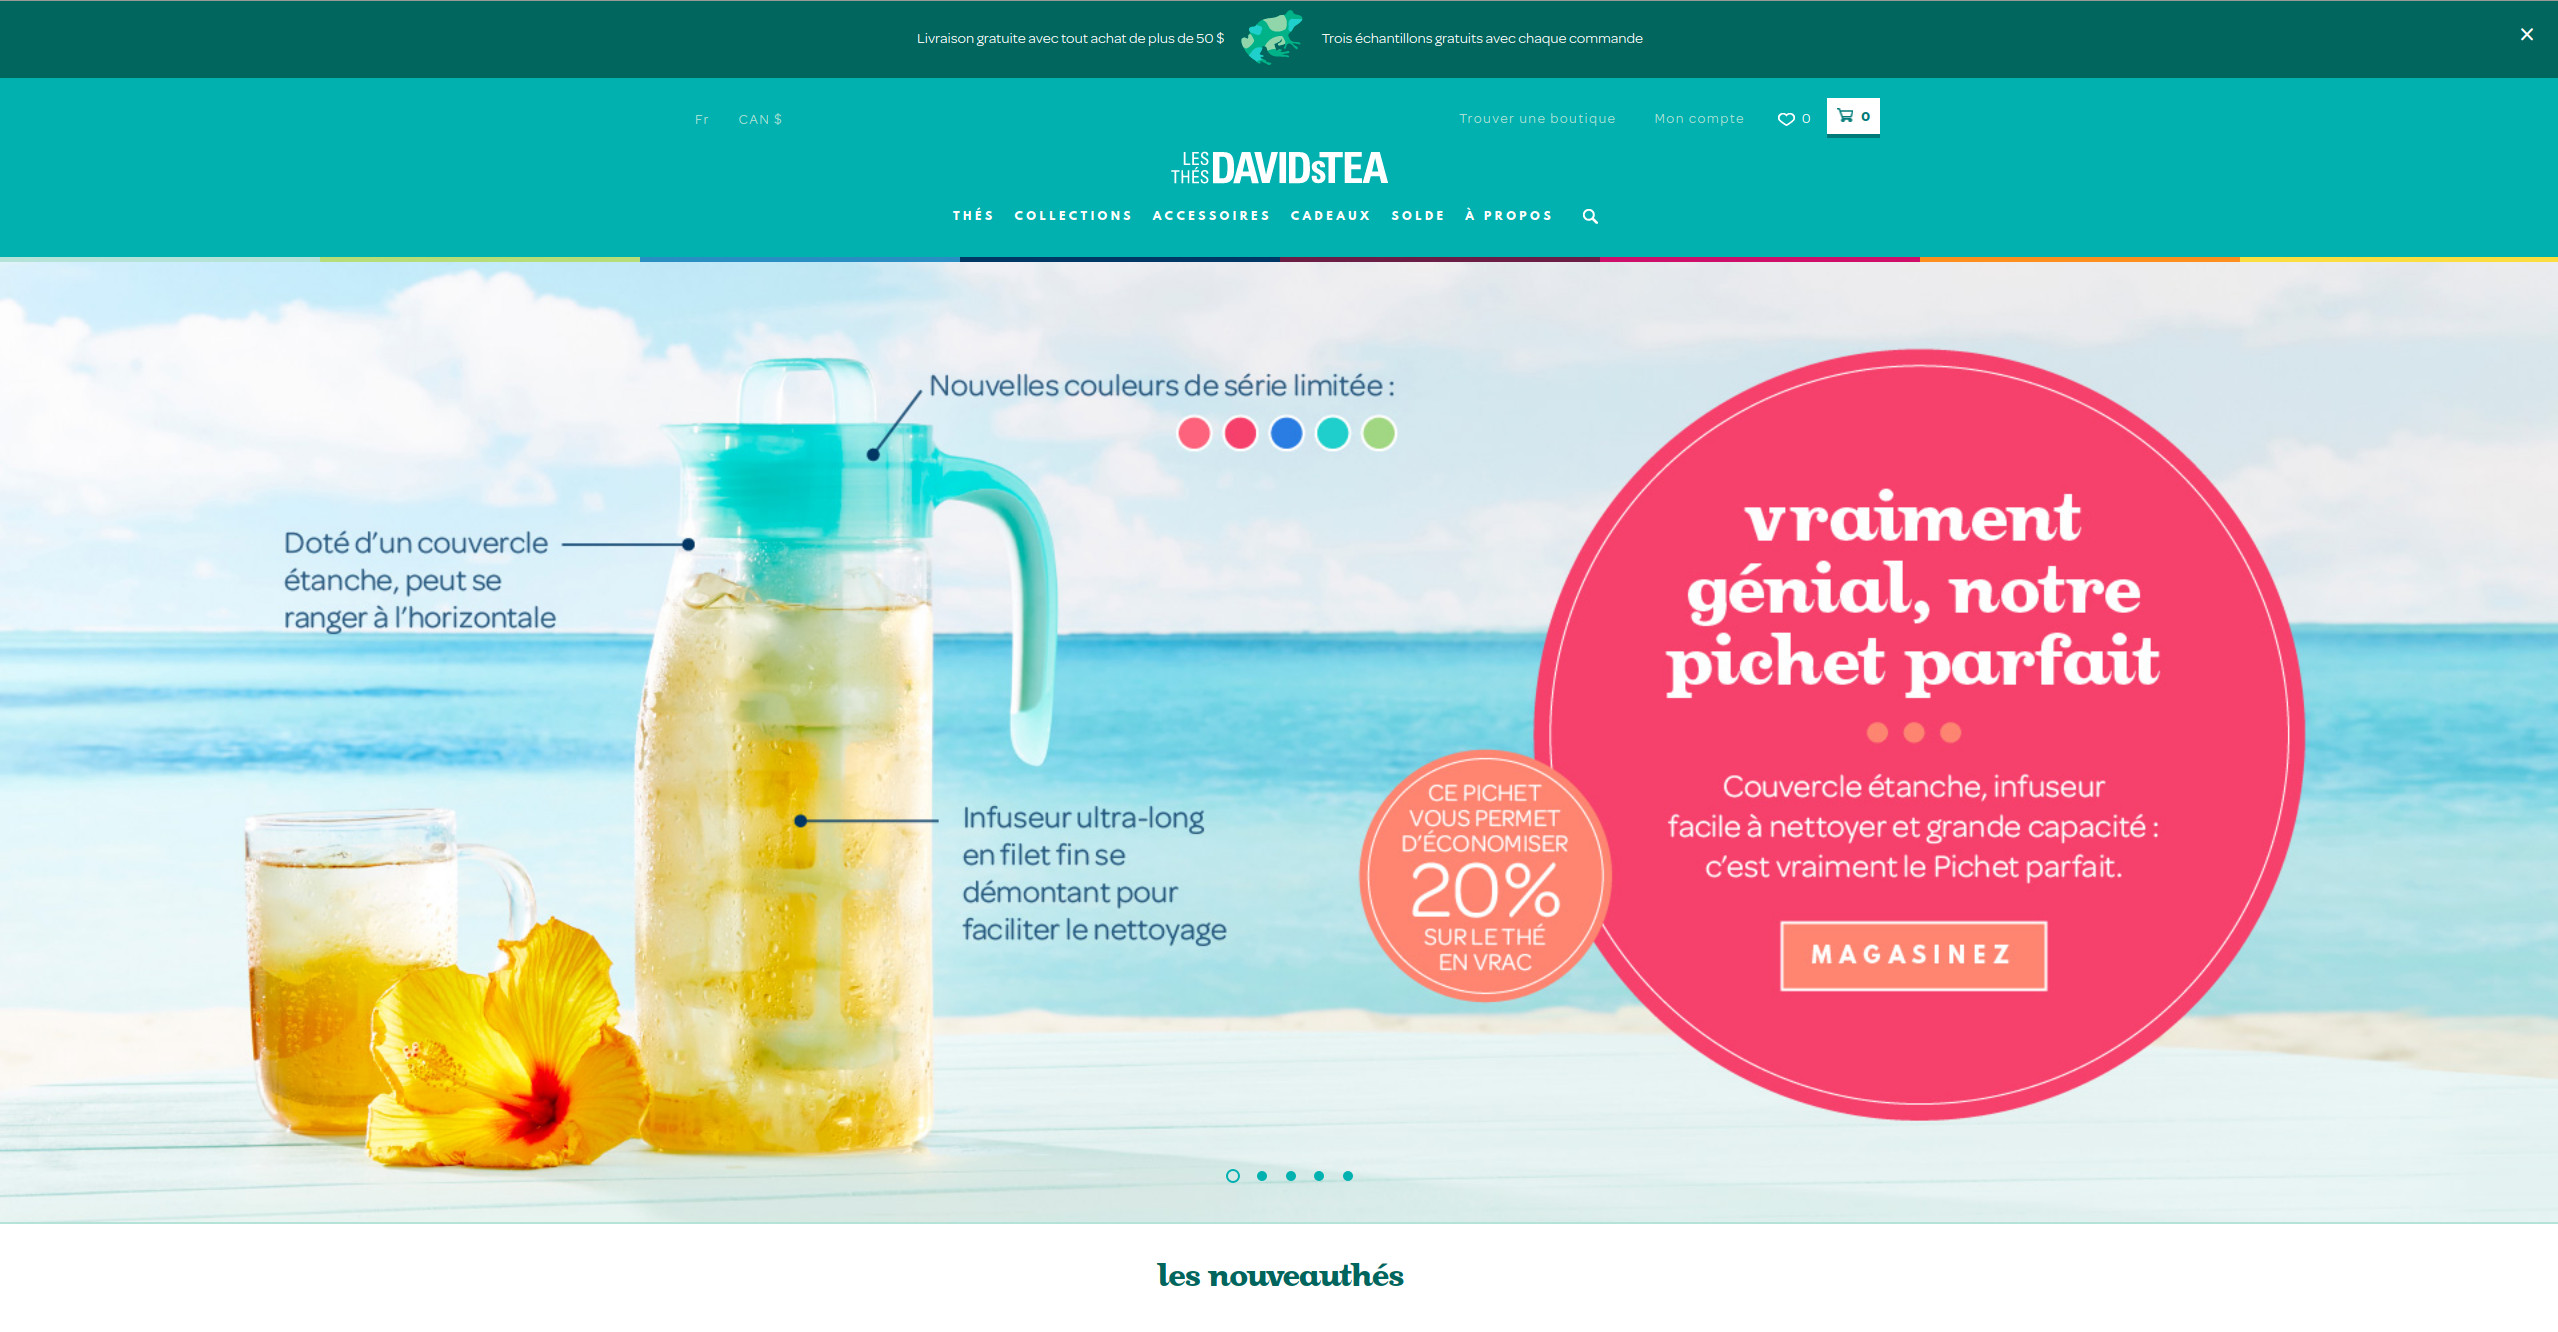 Livraison gratuite avec tout achat de plus de 50 $
Trois échantillons gratuits avec chaque commande
Fr CAN $
Trouver une boutique Mon compte 0 0
LES THÉS DAVIDsTEA
THÉS COLLECTIONS ACCESSOIRES CADEAUX SOLDE À PROPOS
Nouvelles couleurs de série limitée :
Doté d'un couvercle
étanche, peut se
ranger à l'horizontale
Infuseur ultra-long
en filet fin se
démontant pour
faciliter le nettoyage
CE PICHET
VOUS PERMET
D'ÉCONOMISER
20%
SUR LE THÉ
EN VRAC
vraiment
génial, notre
pichet parfait
Couvercle étanche, infuseur
facile à nettoyer et grande capacité :
c'est vraiment le Pichet parfait.
MAGASINEZ
les nouveauthés